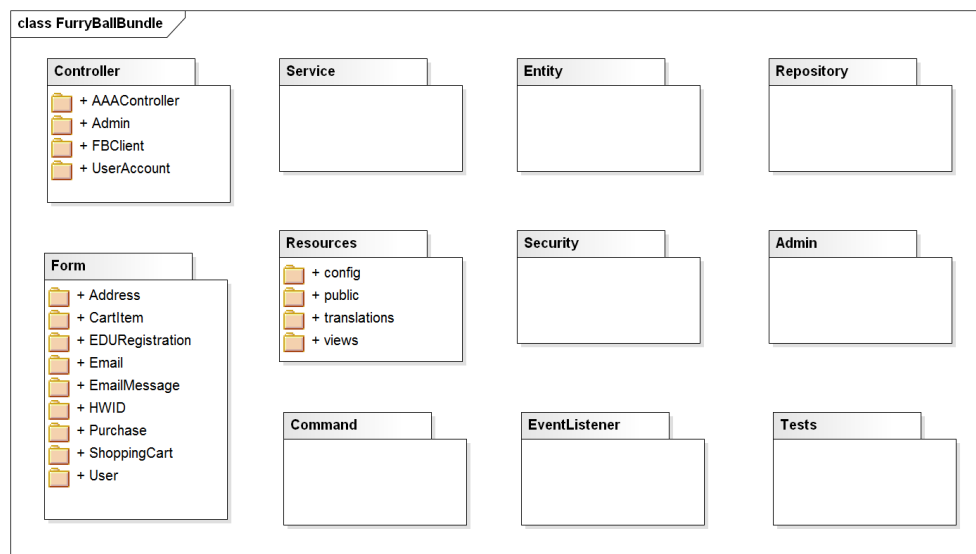 class FurryBallBundle
Controller
+ AAAController
+ Admin
+ FBClient
+ UserAccount
Service
Entity
Repository
Form
+ Address
+ CartItem
+ EDURegistration
+ Email
+ EmailMessage
+ HWID
+ Purchase
+ ShoppingCart
+ User
Resources
+ config
+ public
+ translations
+ views
Security
Admin
Command
EventListener
Tests